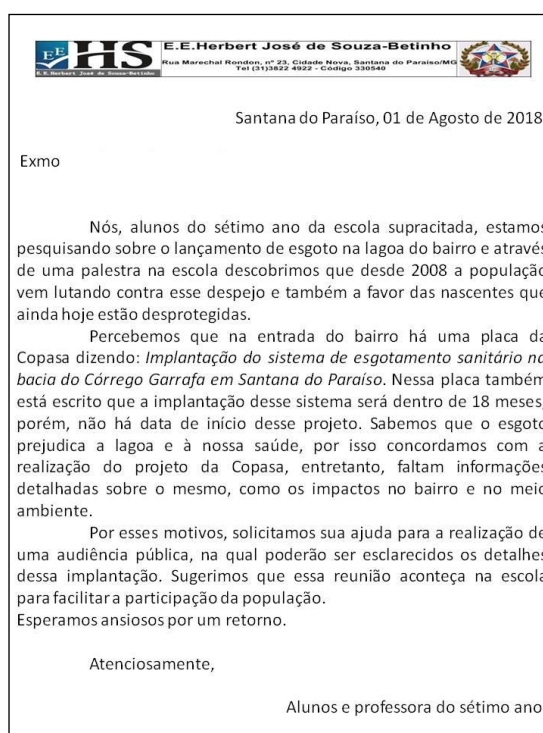 EE HS
E.E. Herbert José de Souza-Betinho
E.E.Herbert José de Souza-Betinho
Rua Marechal Rondon, nº 23, Cidade Nova, Santana do Paraíso/MG
Tel (31)3822 4922 - Código 330540
Santana do Paraíso, 01 de Agosto de 2018
Exmo
Nós, alunos do sétimo ano da escola supracitada, estamos
pesquisando sobre o lançamento de esgoto na lagoa do bairro e através
de uma palestra na escola descobrimos que desde 2008 a população
vem lutando contra esse despejo e também a favor das nascentes que
ainda hoje estão desprotegidas.
Percebemos que na entrada do bairro há uma placa da
Copasa dizendo: Implantação do sistema de esgotamento sanitário na
bacia do Córrego Garrafa em Santana do Paraíso. Nessa placa também
está escrito que a implantação desse sistema será dentro de 18 meses,
porém, não há data de início desse projeto. Sabemos que o esgoto
prejudica a lagoa e à nossa saúde, por isso concordamos com a
realização do projeto da Copasa, entretanto, faltam informações
detalhadas sobre o mesmo, como os impactos no bairro e no meio
ambiente.
Por esses motivos, solicitamos sua ajuda para a realização de
uma audiência pública, na qual poderão ser esclarecidos os detalhes
dessa implantação. Sugerimos que essa reunião aconteça na escola
para facilitar a participação da população.
Esperamos ansiosos por um retorno.
Atenciosamente,
Alunos e professora do sétimo ano